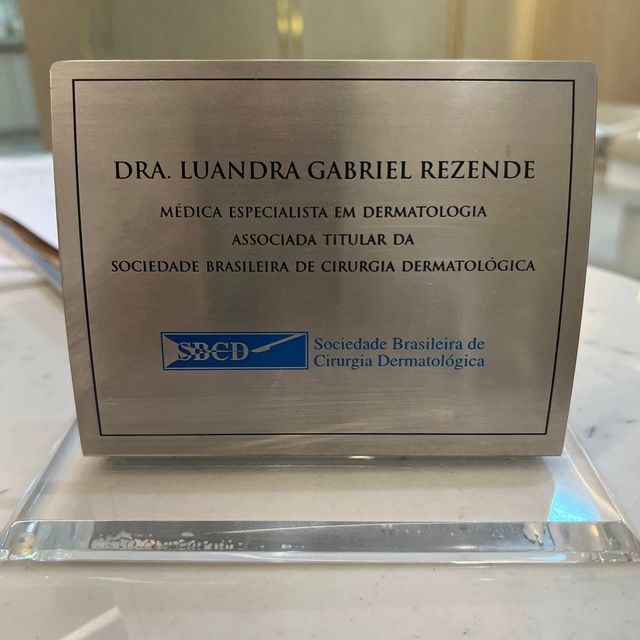 DRA. LUANDRA GABRIEL REZENDE
MÉDICA ESPECIALISTA EM DERMATOLOGIA
ASSOCIADA TITULAR DA
SOCIEDADE BRASILEIRA DE CIRURGIA DERMATOLÓGICA
SBCD Sociedade Brasileira de
Cirurgia Dermatológica